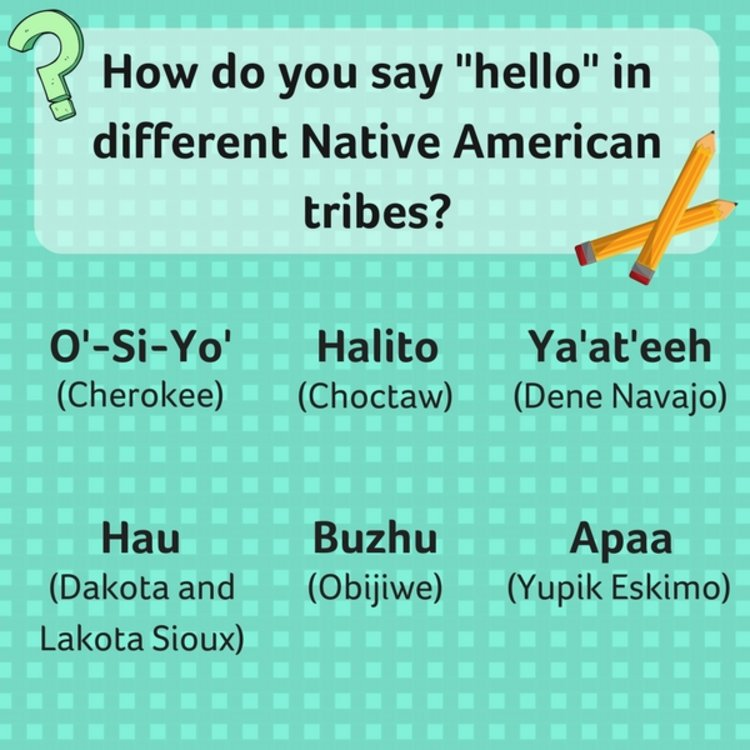 How do you say "hello" in
different Native American
tribes?
O'-Si-Yo'
(Cherokee)
Halito
(Choctaw)
Ya'at'eeh
(Dene Navajo)
Hau
(Dakota and
Lakota Sioux)
Buzhu
(Obijiwe)
Apaa
(Yupik Eskimo)